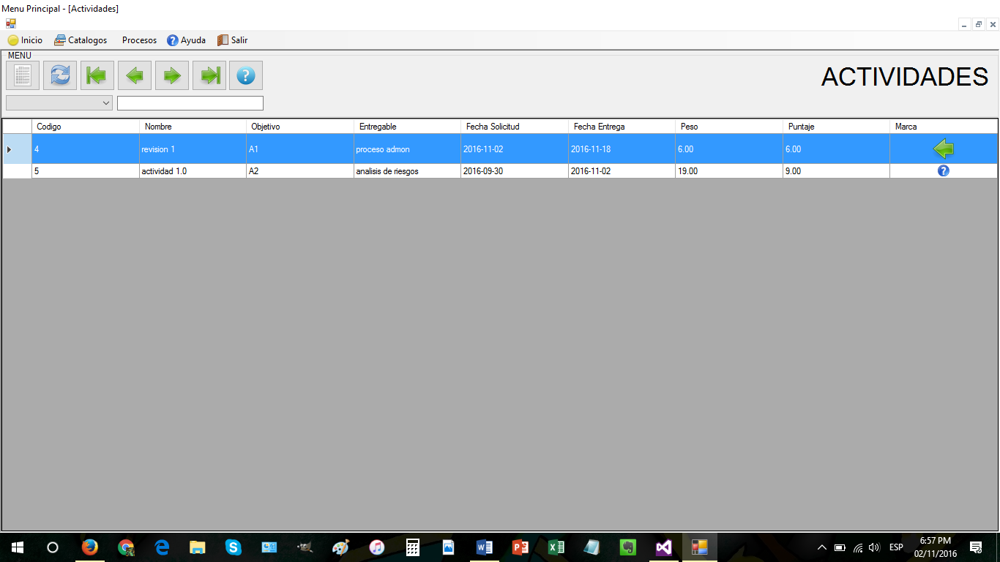 Menu Principal - [Actividades]
Inicio Catalogos Procesos Ayuda Salir
MENU
ACTIVIDADES
Codigo Nombre Objetivo Entregable Fecha Solicitud Fecha Entrega Peso Puntaje Marca
4 revision 1 A1 proceso admon 2016-11-02 2016-11-18 6.00 6.00
5 actividad 1.0 A2 analisis de riesgos 2016-09-30 2016-11-02 19.00 9.00
ESP
6:57 PM
02/11/2016